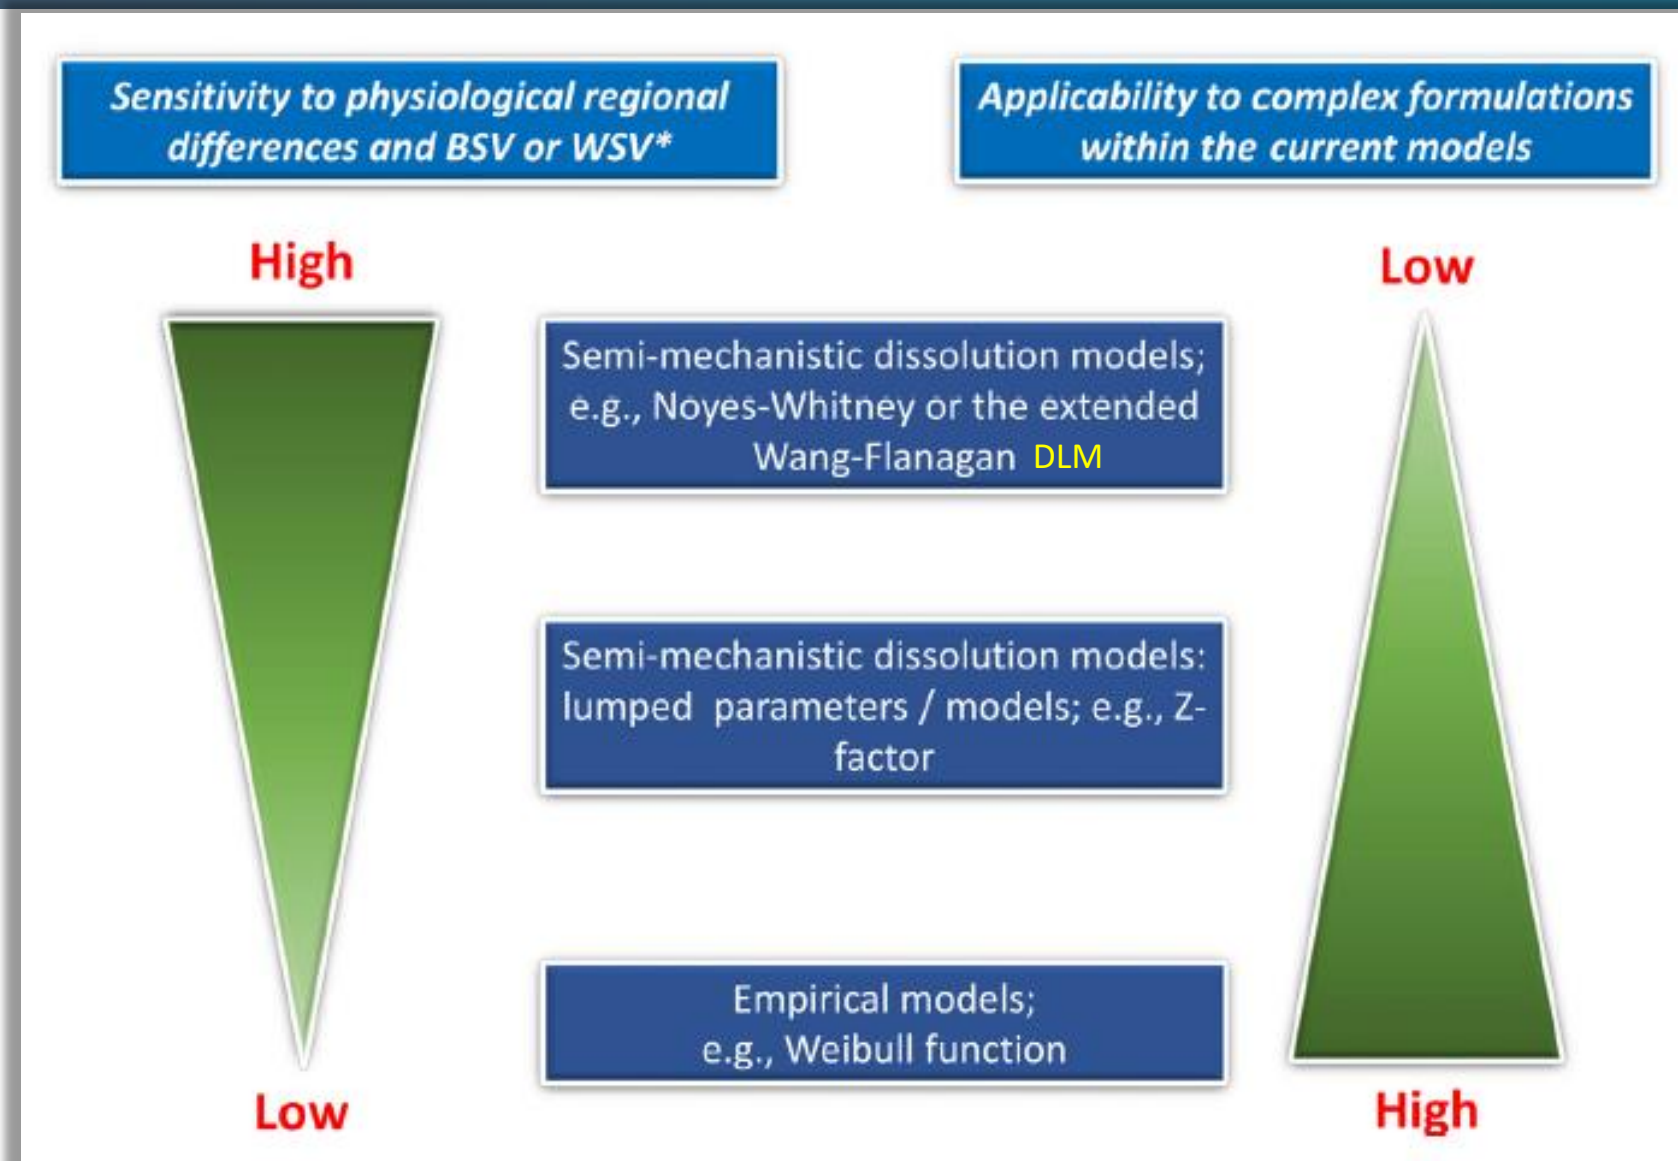 Sensitivity to physiological regional
differences and BSV or WSV*
Applicability to complex formulations
within the current models
High
Low
Semi-mechanistic dissolution models;
e.g., Noyes-Whitney or the extended
Wang-Flanagan DLM
Semi-mechanistic dissolution models:
lumped parameters / models; e.g., Z-
factor
Empirical models;
e.g., Weibull function
Low
High